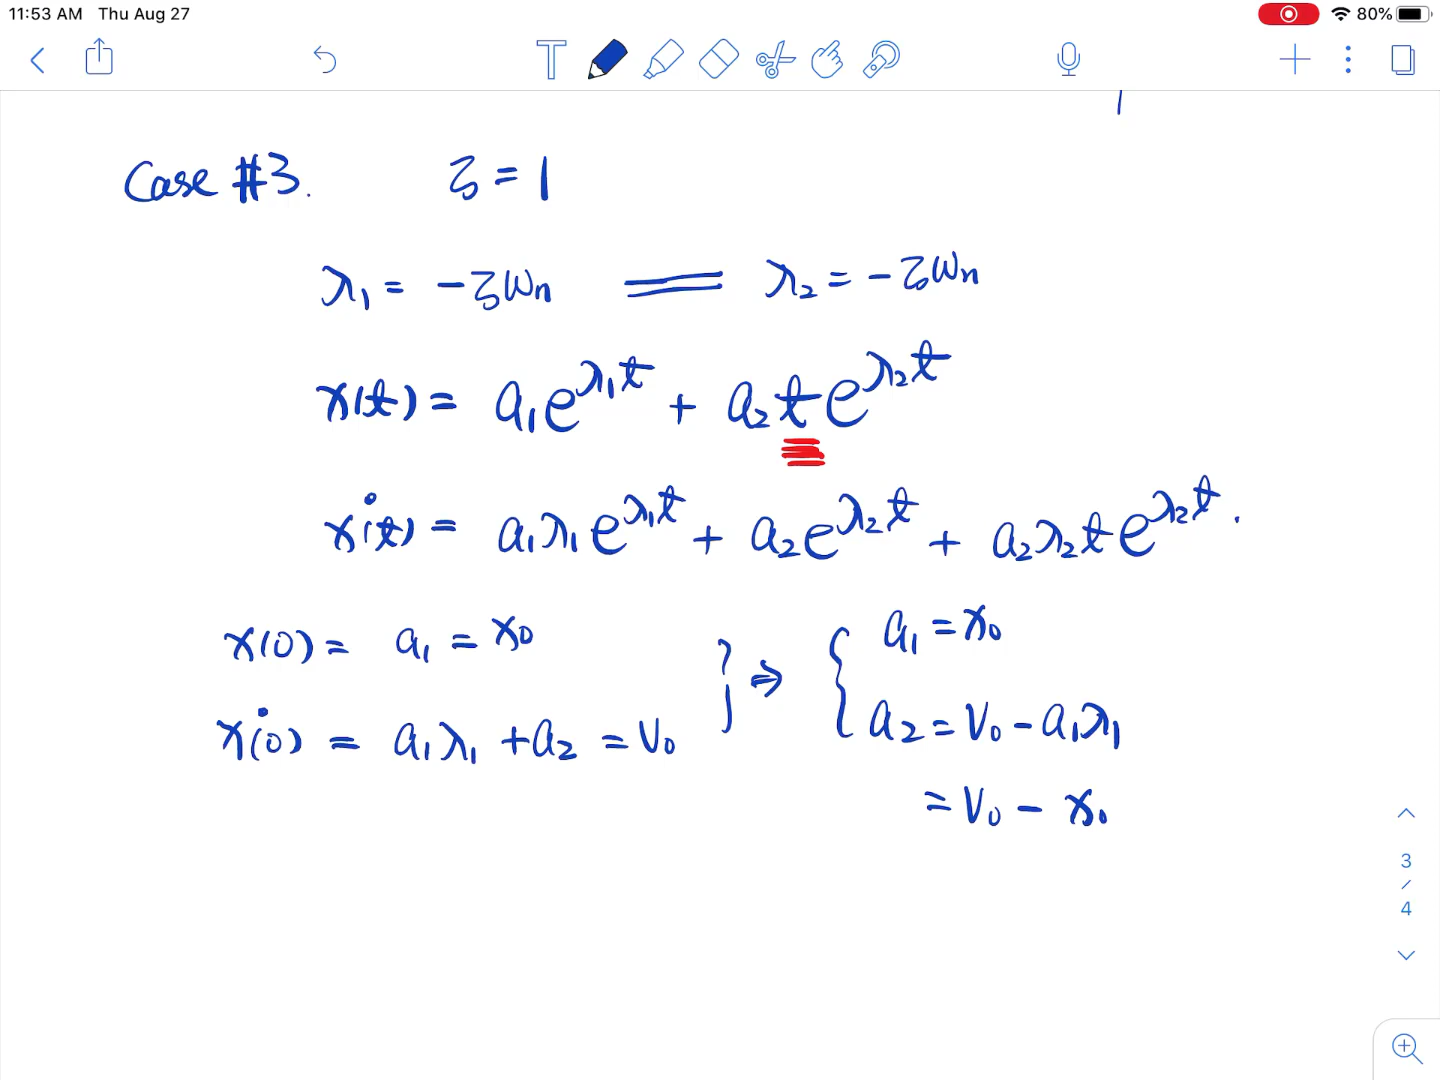 11:53 AM Thu Aug 27 80%
Case #3. ζ = 1
λ₁ = -ζωₙ = λ₂ = -ζωₙ
x(t) = a₁e^λ₁t + a₂te^λ₂t
ẋ(t) = a₁λ₁e^λ₁t + a₂e^λ₂t + a₂λ₂te^λ₂t.
x(0) = a₁ = x₀
ẋ(0) = a₁λ₁ + a₂ = V₀
} ⇒ { a₁ = x₀
a₂ = V₀ - a₁λ₁
= V₀ - x₀
3
/
4